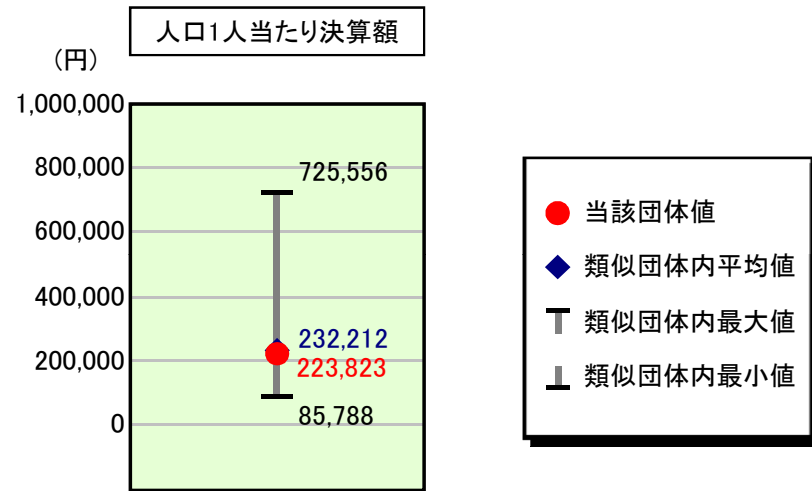 人口1人当たり決算額
（円）
1,000,000
800,000
600,000
400,000
200,000
0
725,556
232,212
223,823
85,788
当該団体値
類似団体内平均値
類似団体内最大値
類似団体内最小値